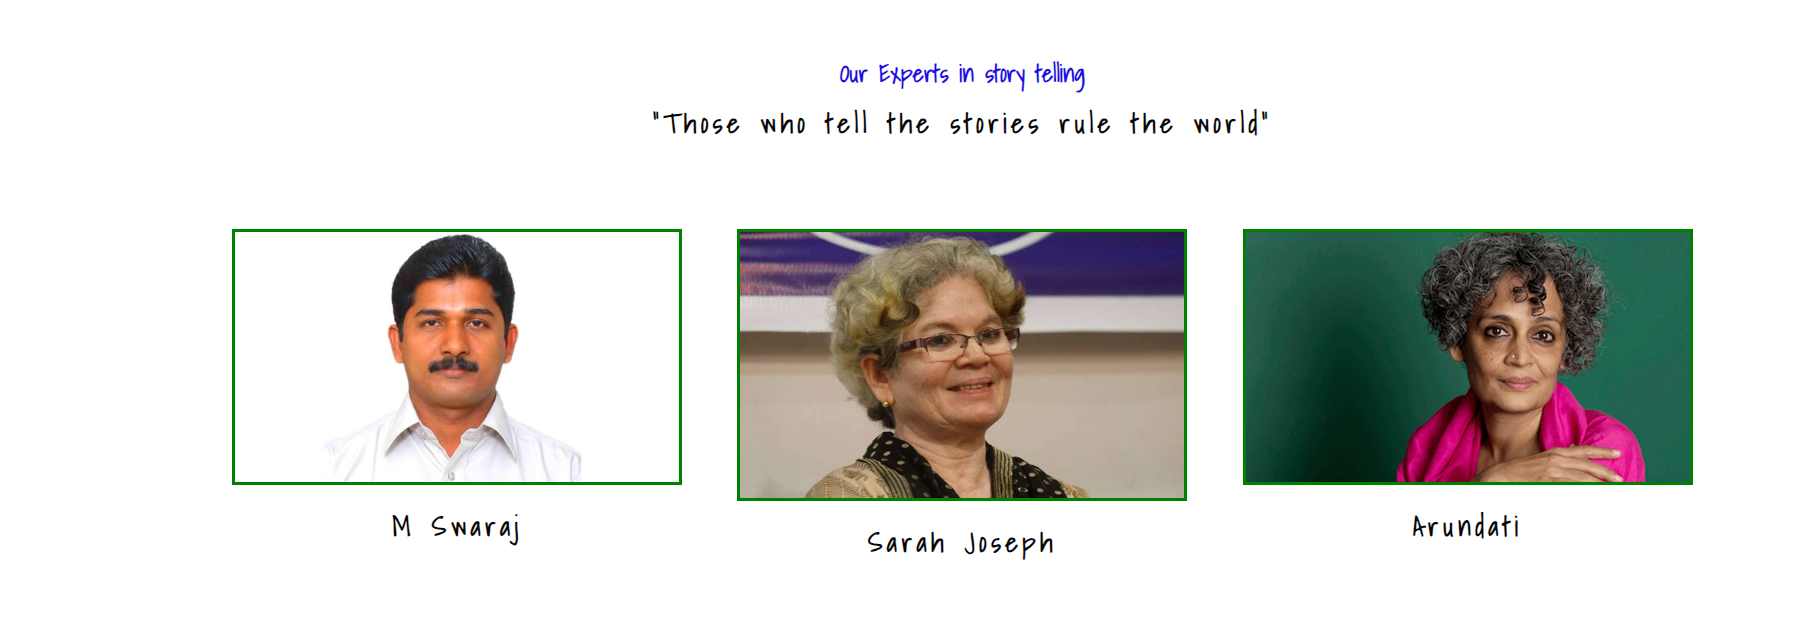 Our Experts in story telling
"Those who tell the stories rule the world"
M Swaraj
Sarah Joseph
Arundati